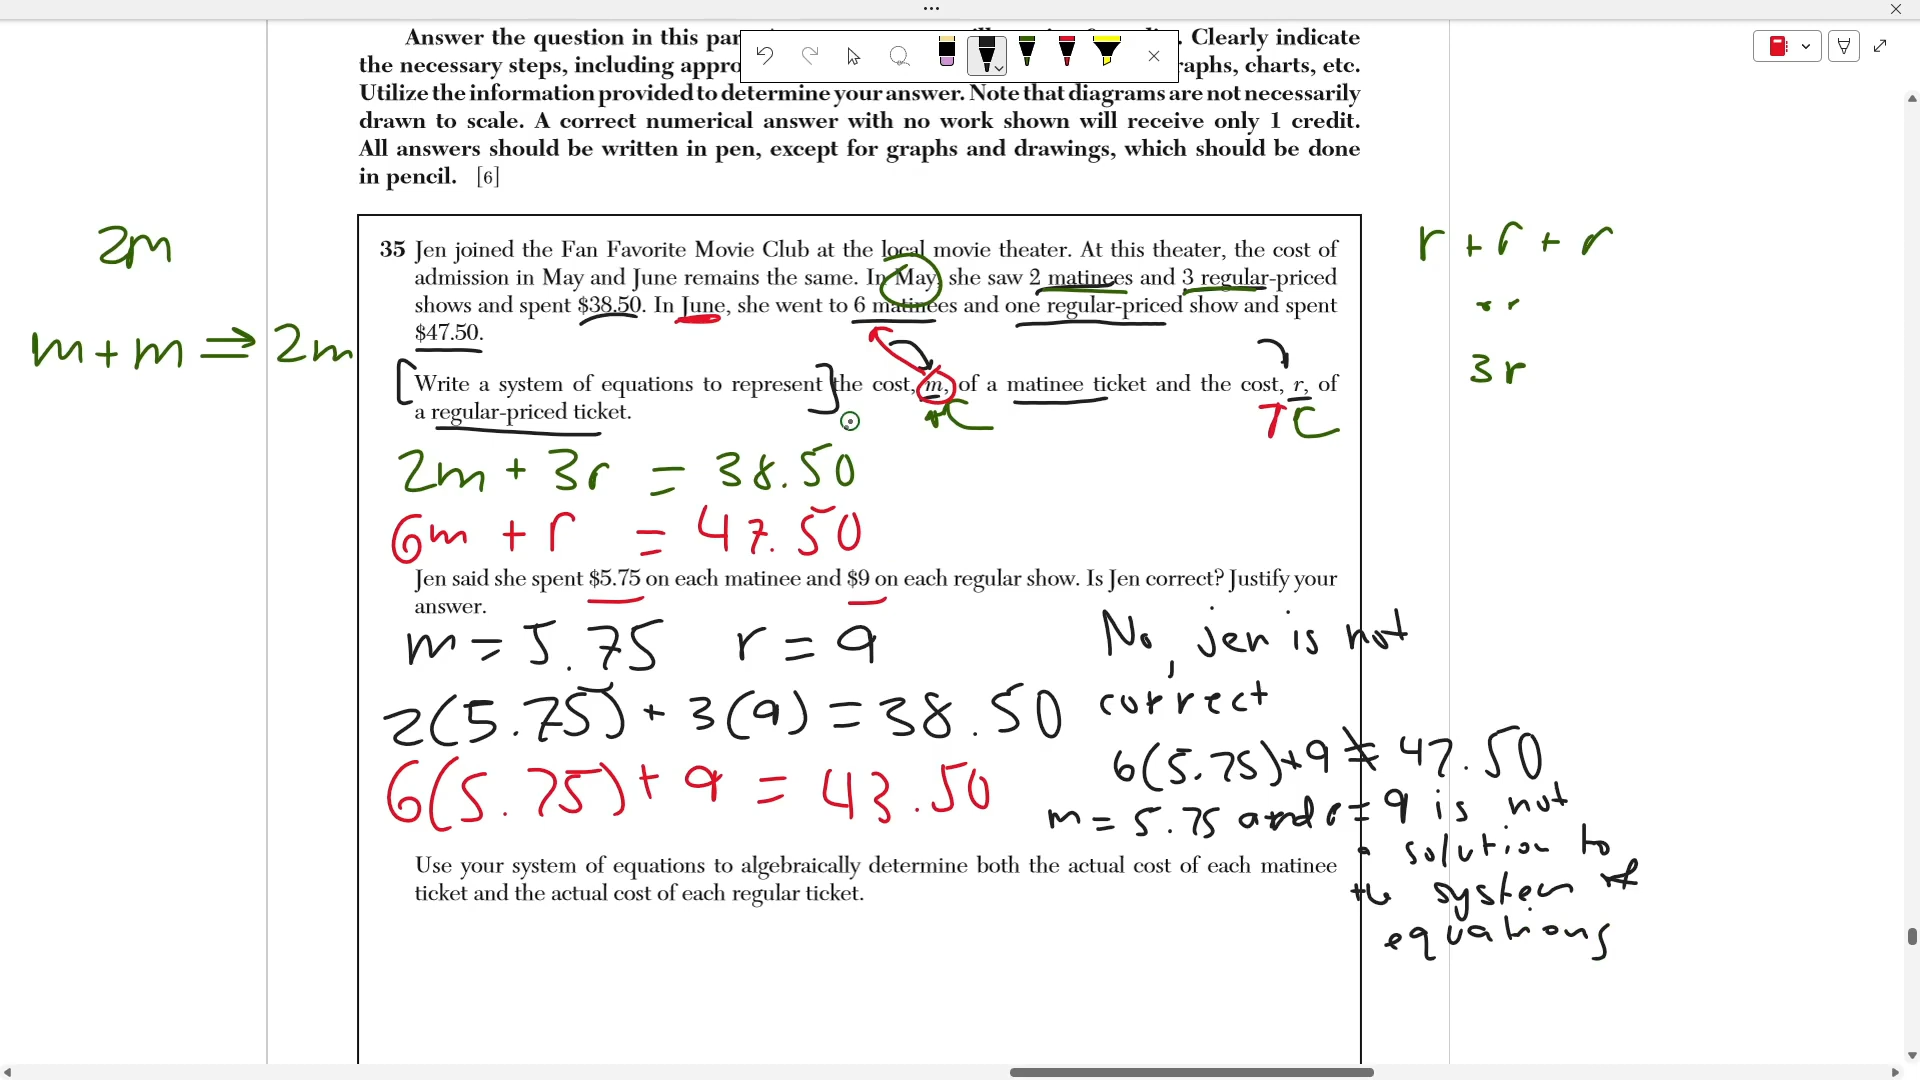 Answer the question in this par
. Clearly indicate
the necessary steps, including appro
raphs, charts, etc.
Utilize the information provided to determine your answer. Note that diagrams are not necessarily
drawn to scale. A correct numerical answer with no work shown will receive only 1 credit.
All answers should be written in pen, except for graphs and drawings, which should be done
in pencil. [6]
2m
m + m ⇒ 2m
r + r + r
3r
35 Jen joined the Fan Favorite Movie Club at the local movie theater. At this theater, the cost of
admission in May and June remains the same. In May, she saw 2 matinees and 3 regular-priced
shows and spent $38.50. In June, she went to 6 matinees and one regular-priced show and spent
$47.50.
Write a system of equations to represent the cost, m, of a matinee ticket and the cost, r, of
a regular-priced ticket.
2m + 3r = 38.50
6m + r = 47.50
Jen said she spent $5.75 on each matinee and $9 on each regular show. Is Jen correct? Justify your
answer.
m = 5.75 r = 9
2(5.75) + 3(9) = 38.50
6(5.75) + 9 = 43.50
No, jen is not
correct
6(5.75)+9 ≠ 47.50
m = 5.75 and r = 9 is not
a solution to
the system of
equations
Use your system of equations to algebraically determine both the actual cost of each matinee
ticket and the actual cost of each regular ticket.